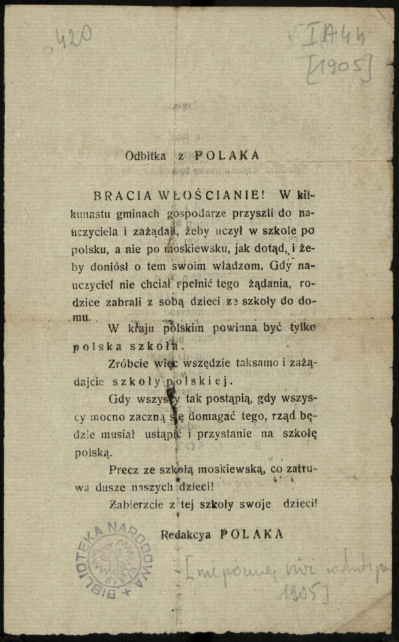 420
I A 4h
[1905]
Odbitka z POLAKA
BRACIA WŁOŚCIANIE! W kil-
kunastu gminach gospodarze przyszli do na-
uczyciela i zażądali, żeby uczył w szkole po
polsku, a nie po moskiewsku, jak dotąd, i że-
by doniósł o tem swoim władzom. Gdy na-
uczyciel nie chciał spełnić tego żądania, ro-
dzice zabrali z sobą dzieci ze szkoły do do-
mu.
W kraju polskim powinna być tylko
polska szkoła.
Zróbcie więc wszędzie taksamo i zażą-
dajcie szkoły polskiej.
Gdy wszyscy tak postąpią, gdy wszys-
cy mocno zaczną się domagać tego, rząd bę-
dzie musiał ustąpić i przystanie na szkołę
polską.
Precz ze szkołą moskiewską, co zatru-
wa dusze naszych dzieci!
Zabierzcie z tej szkoły swoje dzieci!
Redakcya POLAKA
BIBLIOTEKA NARODOWA
[nie później niż
1905]